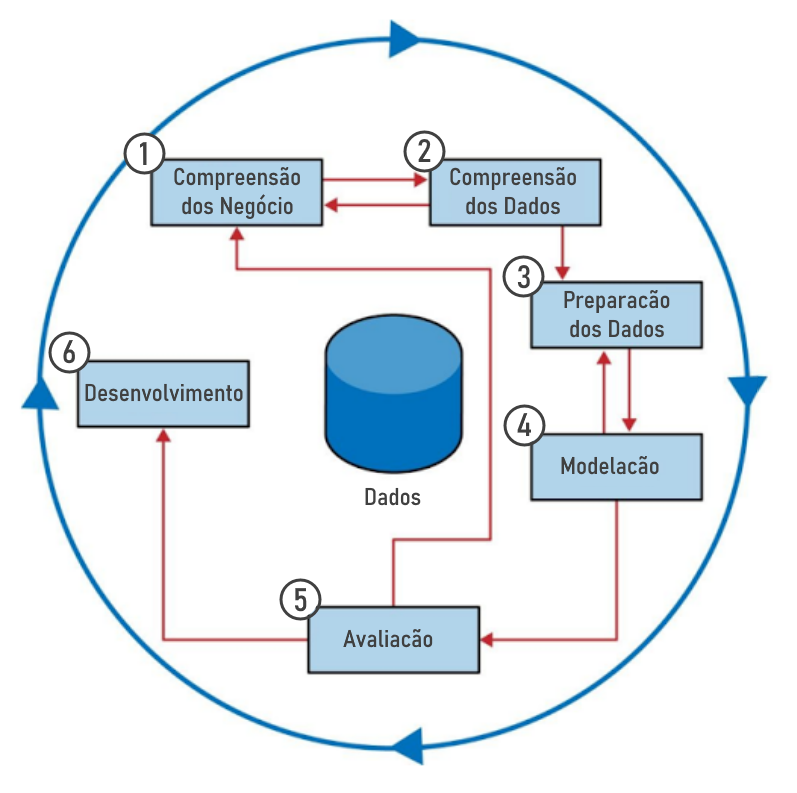 1
Compreensão
dos Negócio
2
Compreensão
dos Dados
3
Preparacão
dos Dados
4
Modelacão
5
Avaliacão
6
Desenvolvimento
Dados